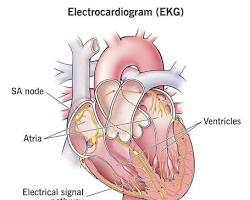 Electrocardiogram (EKG)
SA node
Ventricles
Atria
Electrical signal
pathway